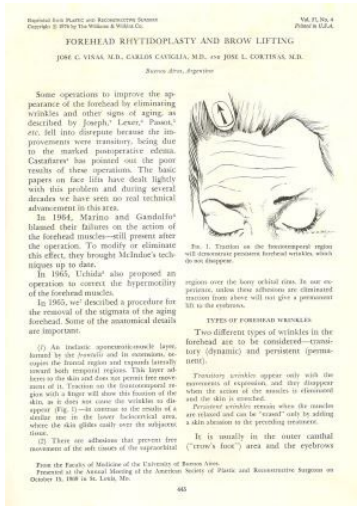 Reprinted from PLASTIC AND RECONSTRUCTIVE SURGERY
Copyright © 1976 by The Williams & Wilkins Co.
Vol. 57, No. 4
Printed in U.S.A.
FOREHEAD RHYTIDOPLASTY AND BROW LIFTING
JOSE C. VINAS, M.D., CARLOS CAVIGLIA, M.D., AND JOSE L. CORTINAS, M.D.
Buenos Aires, Argentina
Some operations to improve the ap-
pearance of the forehead by eliminating
wrinkles and other signs of aging, as
described by Joseph, Lexer, Passot,
etc. fell into disrepute because the im-
provements were transitory, being due
to the marked postoperative edema.
Castañares has pointed out the poor
results of these operations. The basic
papers on face lifts have dealt lightly
with this problem and during several
decades we have seen no real technical
advancement in this area.
In 1964, Marino and Gandolfo
blamed their failures on the action of
the forehead muscles—still present after
the operation. To modify or eliminate
this effect, they brought McIndoe's tech-
niques up to date.
In 1965, Uchida also proposed an
operation to correct the hypermotility
of the forehead muscles.
In 1965, we described a procedure for
the removal of the stigmata of the aging
forehead. Some of the anatomical details
are important.
(1) An inelastic aponeurotic-muscle layer,
formed by the frontalis and its extensions, oc-
cupies the frontal region and expands laterally
toward both temporal regions. This layer ad-
heres to the skin and does not permit free move-
ment of it. Traction on the frontotemporal re-
gion with a finger will show this fixation of the
skin, as it does not cause the wrinkles to dis-
appear (Fig. 1)—in contrast to the results of a
similar test in the lower
where the skin glides easily over the subjacent
tissue.
(2) There are adhesions that prevent free
movement of the soft tissues of the supraorbital
FIG. 1. Traction on the frontotemporal region
will demonstrate persistent forehead wrinkles, which
do not disappear.
regions over the bony orbital rims. In our ex-
perience, unless these adhesions are eliminated
traction from above will not give a permanent
lift to the eyebrows.
TYPES OF FOREHEAD WRINKLES
Two different types of wrinkles in the
forehead are to be considered—transi-
tory (dynamic) and persistent (perma-
nent).
Transitory wrinkles appear only with the
movements of expression, and they disappear
when the action of the muscles is eliminated
and the skin is stretched.
Persistent wrinkles remain when the muscles
are relaxed and can be "erased" only by adding
a skin abrasion to the preceding treatment.
It is usually in the outer canthal
("crow's foot") area and the eyebrows
From the Faculty of Medicine of the University of Buenos Aires.
Presented at the Annual Meeting of the American Society of Plastic and Reconstructive Surgeons on
October 16, 1969 in St. Louis, Mo.
445